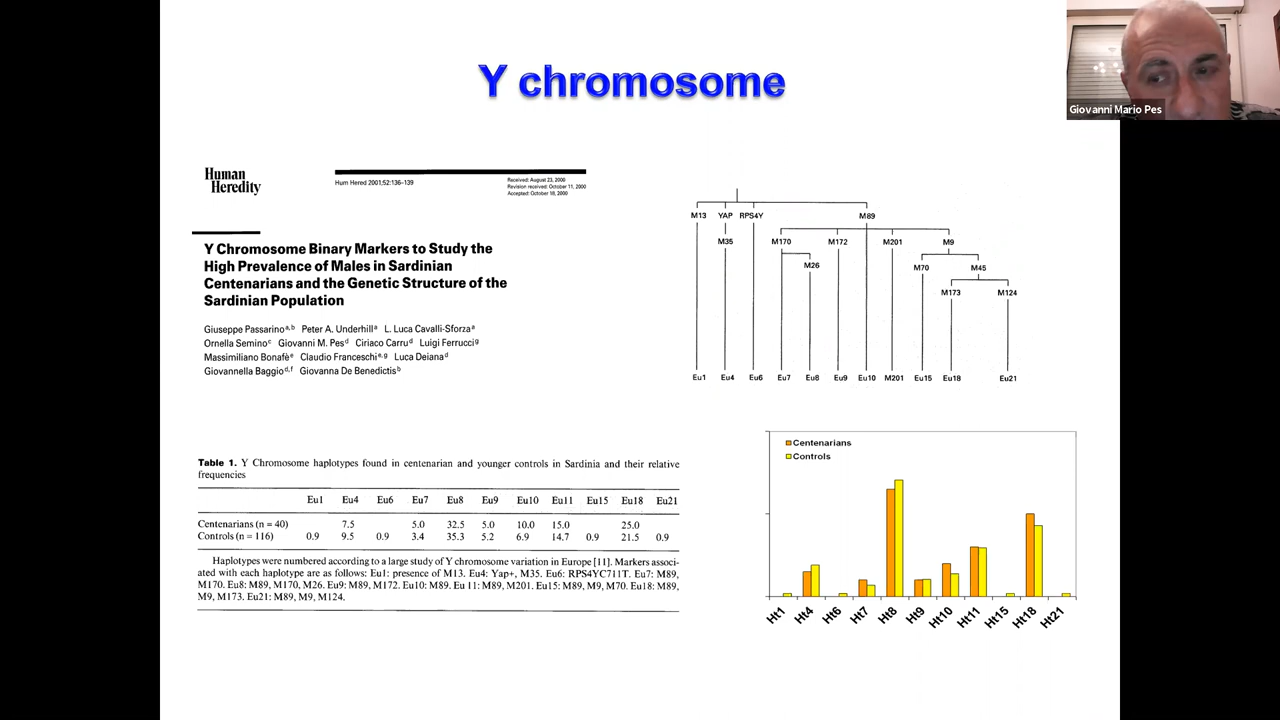 Y chromosome
Giovanni Mario Pes
Human
Heredity
Hum Hered 2001;52:136–139
Received: August 23, 2000
Revision received: October 11, 2000
Accepted: October 18, 2000
Y Chromosome Binary Markers to Study the
High Prevalence of Males in Sardinian
Centenarians and the Genetic Structure of the
Sardinian Population
Giuseppe Passarino a,b Peter A. Underhill a L. Luca Cavalli-Sforza a
Ornella Semino c Giovanni M. Pes d Ciriaco Carru d Luigi Ferrucci g
Massimiliano Bonafè e Claudio Franceschi e,g Luca Deiana d
Giovannella Baggio d,f Giovanna De Benedictis b
M13 YAP RPS4Y M89
M35 M170 M172 M201 M9
M26 M70 M45
M173 M124
Eu1 Eu4 Eu6 Eu7 Eu8 Eu9 Eu10 M201 Eu15 Eu18 Eu21
Table 1. Y Chromosome haplotypes found in centenarian and younger controls in Sardinia and their relative
frequencies
Eu1 Eu4 Eu6 Eu7 Eu8 Eu9 Eu10 Eu11 Eu15 Eu18 Eu21
Centenarians (n = 40) 7.5 5.0 32.5 5.0 10.0 15.0 25.0
Controls (n = 116) 0.9 9.5 0.9 3.4 35.3 5.2 6.9 14.7 0.9 21.5 0.9
Haplotypes were numbered according to a large study of Y chromosome variation in Europe [11]. Markers associ-
ated with each haplotype are as follows: Eu1: presence of M13. Eu4: Yap+, M35. Eu6: RPS4YC711T. Eu7: M89,
M170. Eu8: M89, M170, M26. Eu9: M89, M172. Eu10: M89. Eu 11: M89, M201. Eu15: M89, M9, M70. Eu18: M89,
M9, M173. Eu21: M89, M9, M124.
Centenarians
Controls
Ht1 Ht4 Ht6 Ht7 Ht8 Ht9 Ht10 Ht11 Ht15 Ht18 Ht21